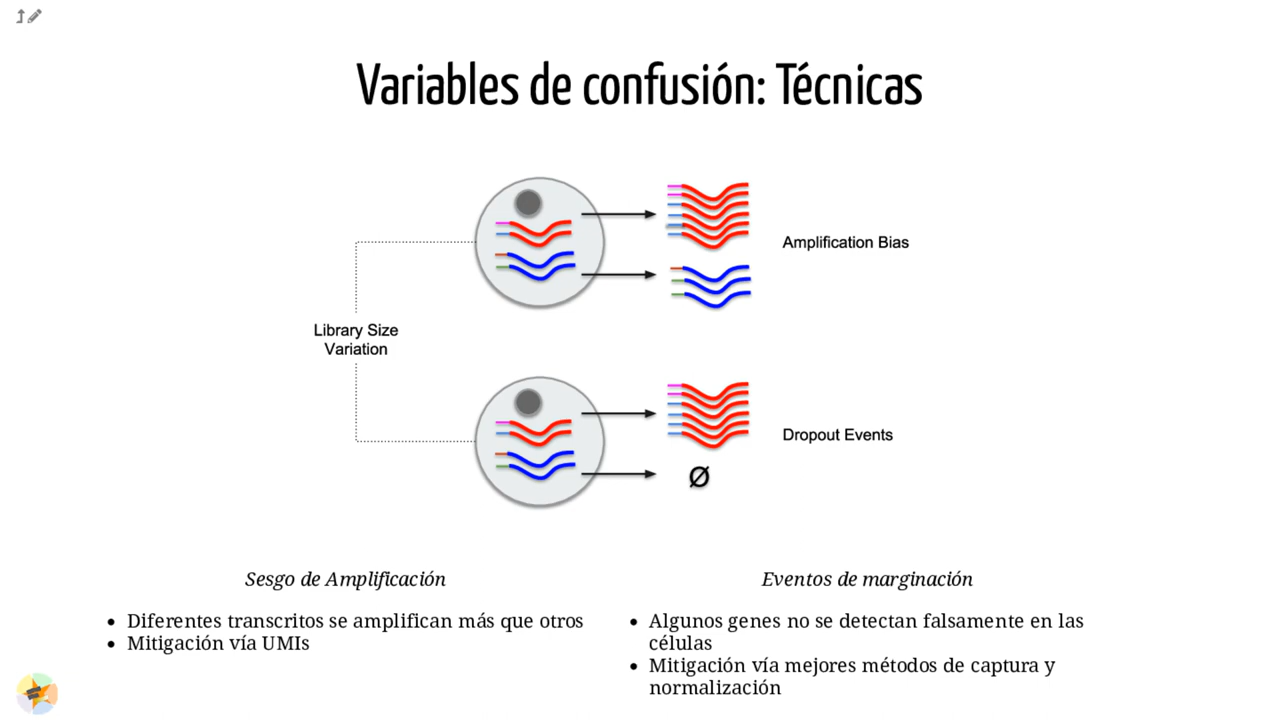 Variables de confusión: Técnicas
Amplification Bias
Library Size
Variation
Dropout Events
Ø
Sesgo de Amplificación
• Diferentes transcritos se amplifican más que otros
• Mitigación vía UMIs
Eventos de marginación
• Algunos genes no se detectan falsamente en las
células
• Mitigación vía mejores métodos de captura y
normalización